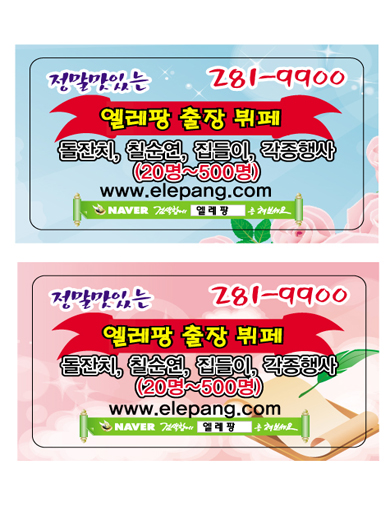 정말맛있는 281-9900
엘레팡 출장 뷔페
돌잔치, 칠순연, 집들이, 각종행사
(20명~500명)
www.elepang.com
NAVER 검색창에 엘레팡 을 쳐보세요
정말맛있는 281-9900
엘레팡 출장 뷔페
돌잔치, 칠순연, 집들이, 각종행사
(20명~500명)
www.elepang.com
NAVER 검색창에 엘레팡 을 쳐보세요